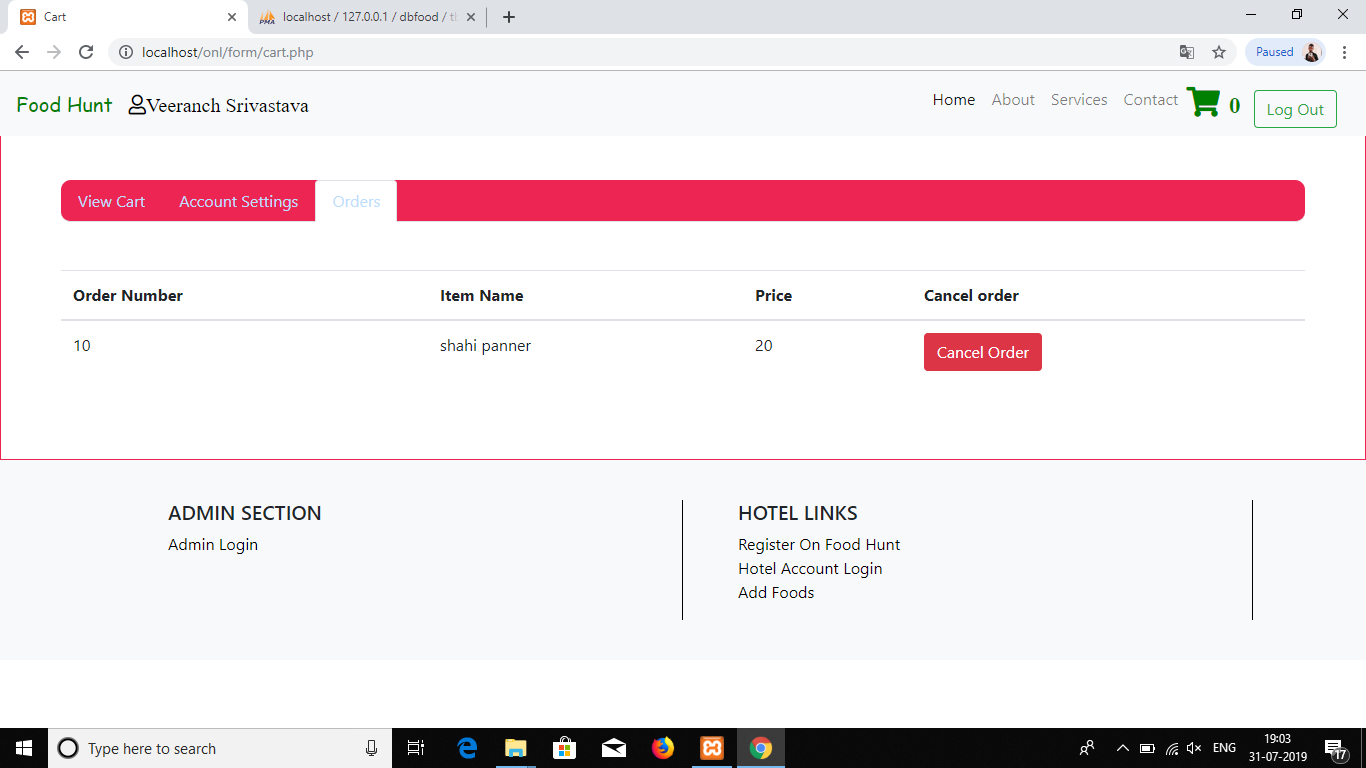 Cart
localhost / 127.0.0.1 / dbfood / tb
localhost/onl/form/cart.php
Paused
Food Hunt Veeranch Srivastava
Home About Services Contact 0 Log Out
View Cart Account Settings Orders
Order Number Item Name Price Cancel order
10 shahi panner 20 Cancel Order
ADMIN SECTION
Admin Login
HOTEL LINKS
Register On Food Hunt
Hotel Account Login
Add Foods
Type here to search
ENG
19:03
31-07-2019
17